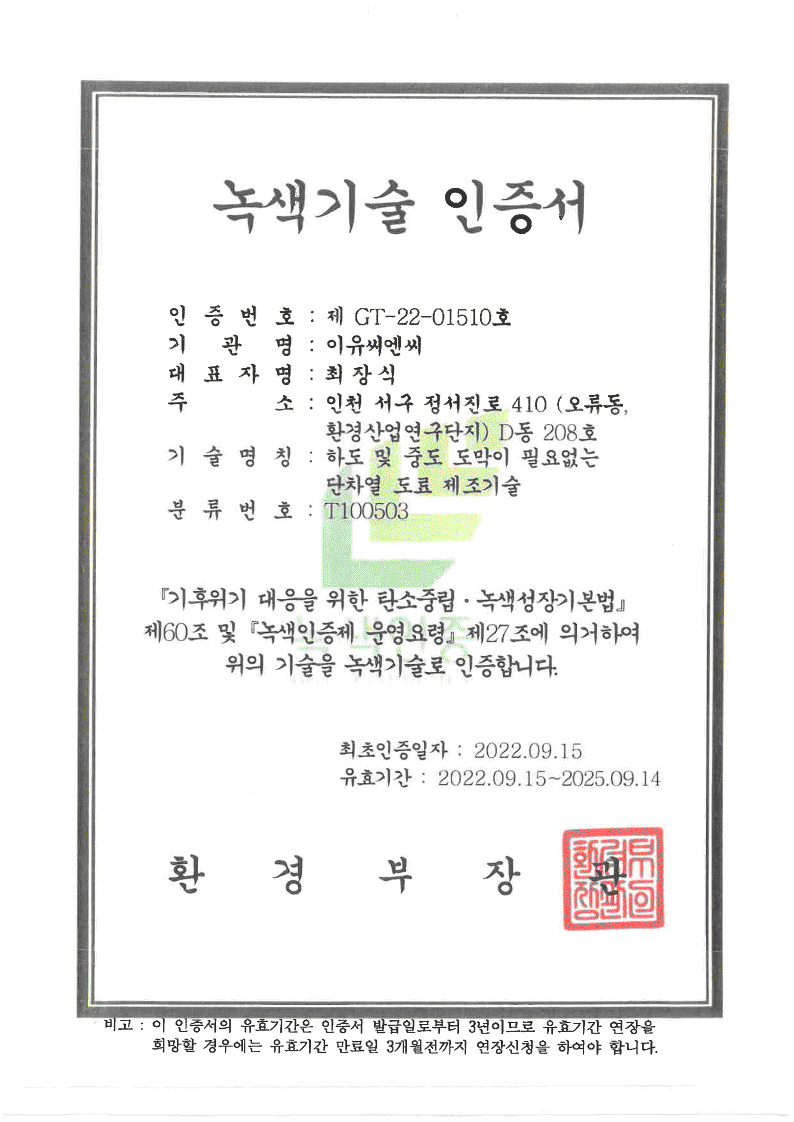 녹색기술 인증서
인 증 번 호 : 제 GT-22-01510호
기 관 명 : 이유씨엔씨
대 표 자 명 : 최 장 식
주 소 : 인천 서구 정서진로 410 (오류동,
환경산업연구단지) D동 208호
기 술 명 칭 : 하도 및 중도 도막이 필요없는
단차열 도료 제조기술
분 류 번 호 : T100503
『기후위기 대응을 위한 탄소중립·녹색성장기본법』
제60조 및 『녹색인증제 운영요령』제27조에 의거하여
위의 기술을 녹색기술로 인증합니다.
녹색인증
최초인증일자 : 2022.09.15
유효기간 : 2022.09.15~2025.09.14
환 경 부 장 관
비고 : 이 인증서의 유효기간은 인증서 발급일로부터 3년이므로 유효기간 연장을
희망할 경우에는 유효기간 만료일 3개월전까지 연장신청을 하여야 합니다.